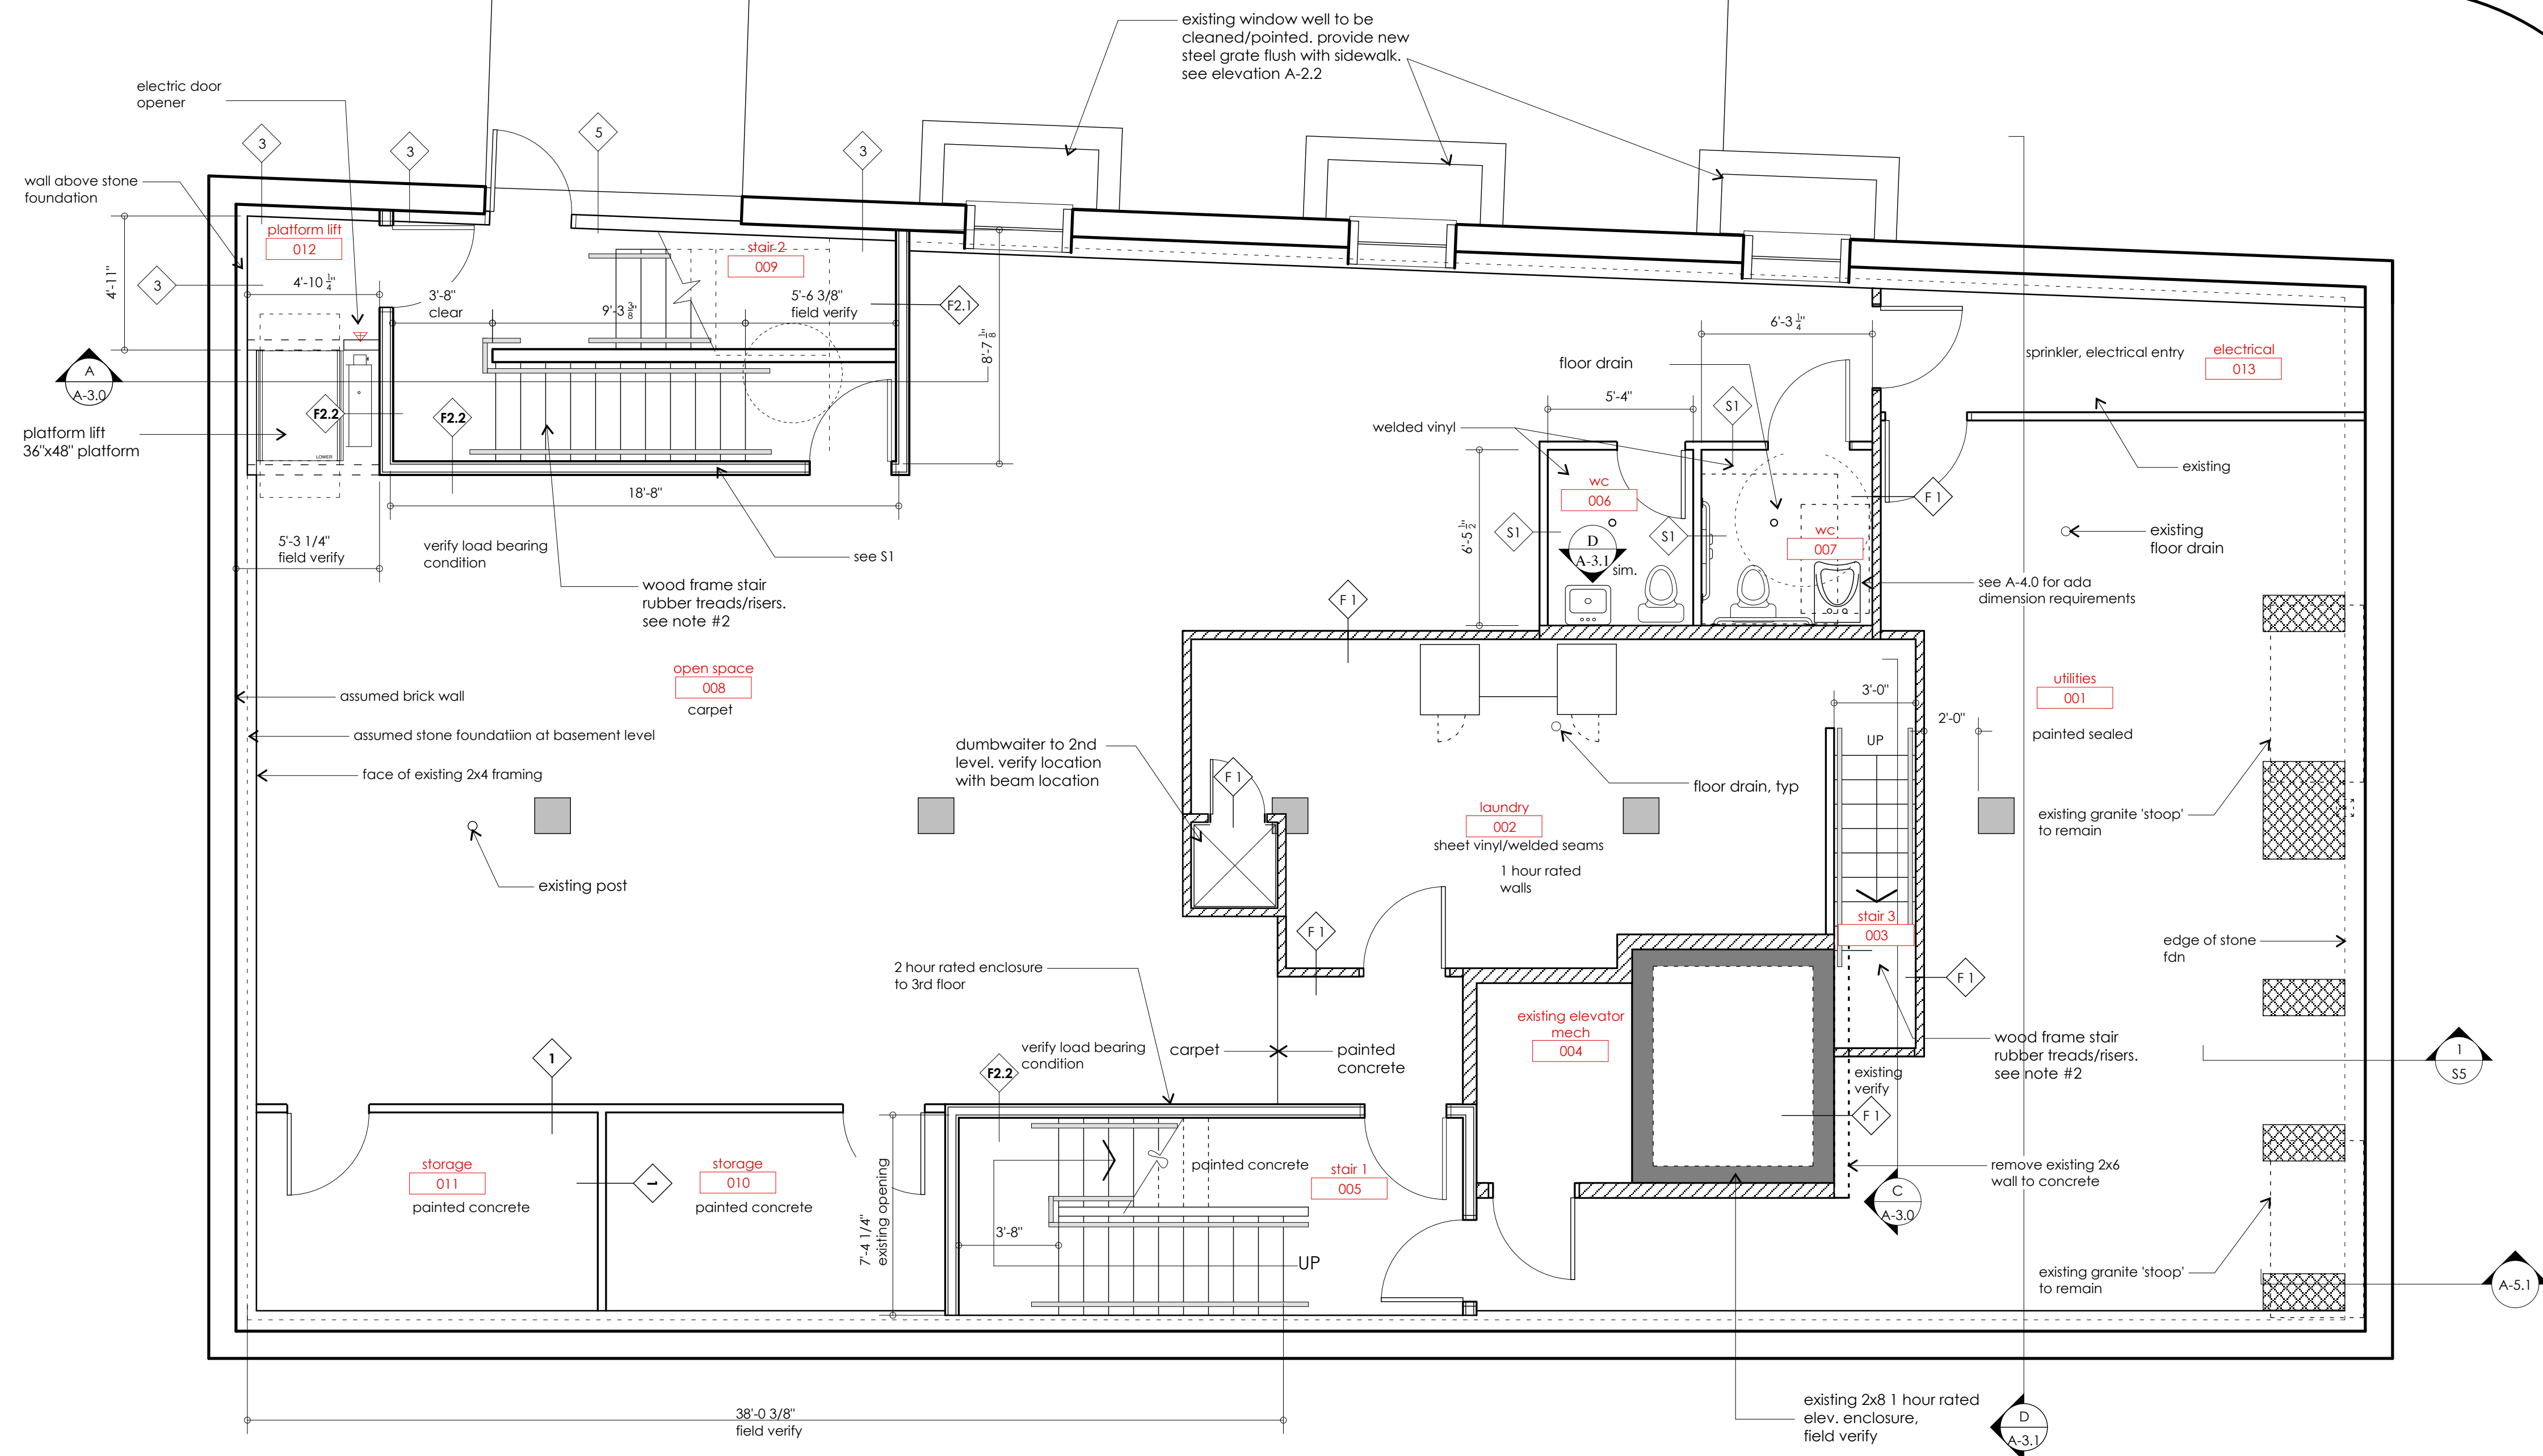 existing window well to be
cleaned/pointed. provide new
steel grate flush with sidewalk.
see elevation A-2.2
electric door
opener
3
3
5
3
wall above stone
foundation
platform lift
012
4'-10 1/4"
4'-11"
3
3'-8"
clear
9'-3 3/8"
stair 2
009
5'-6 3/8"
field verify
F2.1
8'-7 1/8"
A
A-3.0
F2.2
F2.2
platform lift
36"x48" platform
LOWER
18'-8"
5'-3 1/4"
field verify
verify load bearing
condition
see S1
wood frame stair
rubber treads/risers.
see note #2
6'-3 1/4"
floor drain
5'-4"
S1
welded vinyl
sprinkler, electrical entry
electrical
013
existing
wc
006
6'-5 1/2"
S1
D
A-3.1
sim.
S1
wc
007
F 1
existing
floor drain
see A-4.0 for ada
dimension requirements
F 1
open space
008
carpet
assumed brick wall
assumed stone foundatiion at basement level
face of existing 2x4 framing
existing post
dumbwaiter to 2nd
level. verify location
with beam location
F 1
floor drain, typ
laundry
002
sheet vinyl/welded seams
1 hour rated
walls
3'-0"
UP
2'-0"
utilities
001
painted sealed
existing granite 'stoop'
to remain
stair 3
003
edge of stone
fdn
F 1
F 1
2 hour rated enclosure
to 3rd floor
existing elevator
mech
004
wood frame stair
rubber treads/risers.
see note #2
1
S5
verify load bearing
condition
carpet
painted
concrete
F2.2
existing
verify
F 1
1
storage
011
painted concrete
1
storage
010
painted concrete
7'-4 1/4"
existing opening
painted concrete
stair 1
005
3'-8"
UP
remove existing 2x6
wall to concrete
C
A-3.0
existing granite 'stoop'
to remain
A-5.1
38'-0 3/8"
field verify
existing 2x8 1 hour rated
elev. enclosure,
field verify
D
A-3.1